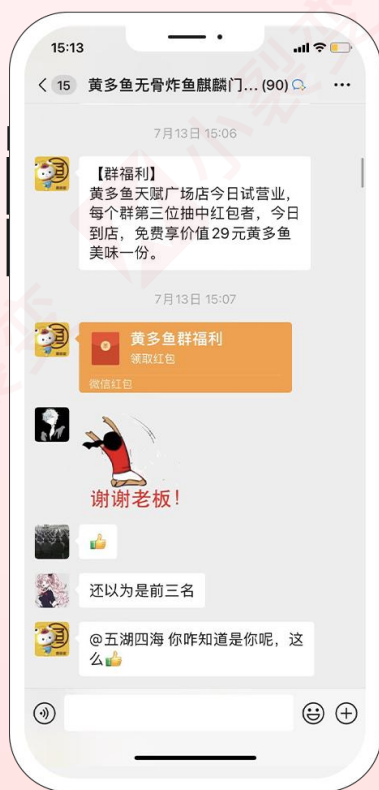 15:13
15
黄多鱼无骨炸鱼麒麟门...(90)
7月13日 15:06
【群福利】
黄多鱼天赋广场店今日试营业,
每个群第三位抽中红包者,今日
到店,免费享价值29元黄多鱼
美味一份。
7月13日 15:07
黄多鱼群福利
领取红包
微信红包
谢谢老板!
还以为是前三名
@五湖四海 你咋知道是你呢,这
么👍
小裂变